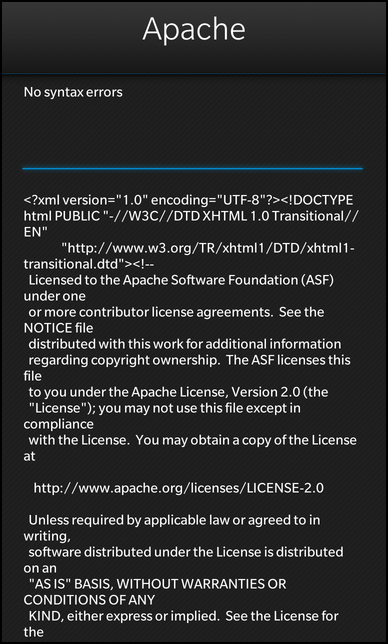 Apache
No syntax errors
<?xml version="1.0" encoding="UTF-8"?><!DOCTYPE
html PUBLIC "-//W3C//DTD XHTML 1.0 Transitional//
EN"
"http://www.w3.org/TR/xhtml1/DTD/xhtml1-
transitional.dtd"><!--
Licensed to the Apache Software Foundation (ASF)
under one
or more contributor license agreements.  See the
NOTICE file
distributed with this work for additional information
regarding copyright ownership.  The ASF licenses this
file
to you under the Apache License, Version 2.0 (the
"License"); you may not use this file except in
compliance
with the License.  You may obtain a copy of the License
at
http://www.apache.org/licenses/LICENSE-2.0
Unless required by applicable law or agreed to in
writing,
software distributed under the License is distributed
on an
"AS IS" BASIS, WITHOUT WARRANTIES OR
CONDITIONS OF ANY
KIND, either express or implied.  See the License for
the